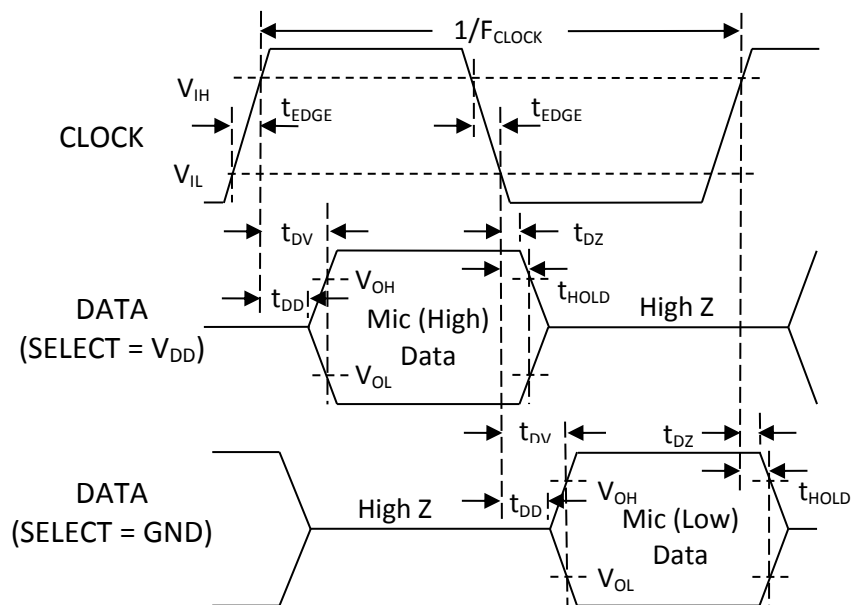 1/FCLOCK
VIH
tEDGE
tEDGE
CLOCK
VIL
tDV
tDZ
VOH
tHOLD
tDD
High Z
DATA
(SELECT = VDD)
Mic (High)
Data
VOL
tDV
tDZ
DATA
(SELECT = GND)
High Z
tDD
VOH
tHOLD
Mic (Low)
Data
VOL